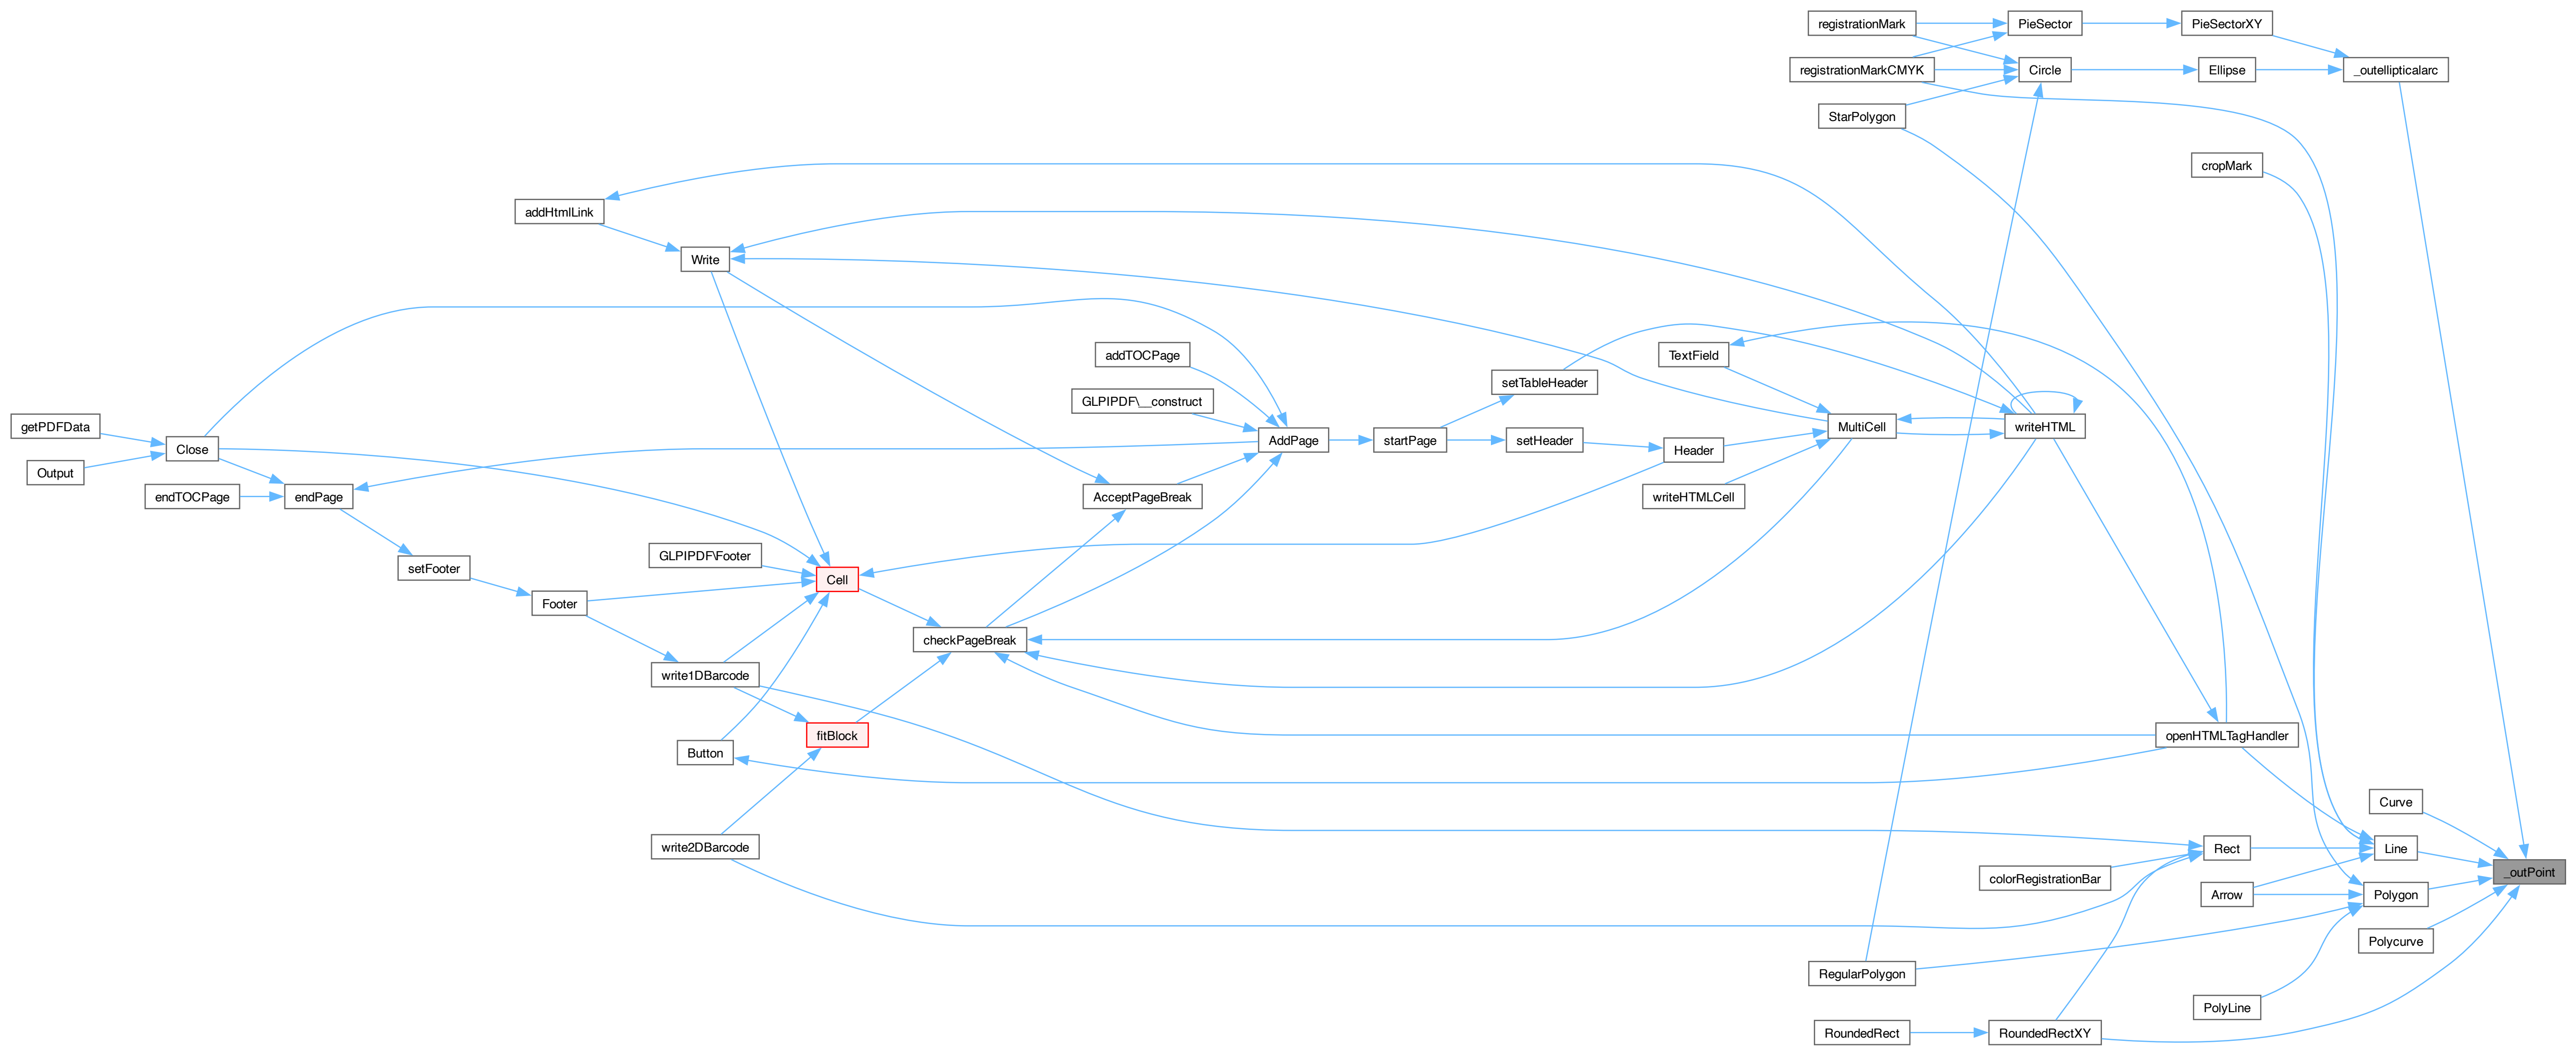 registrationMark
PieSector
PieSectorXY
registrationMarkCMYK
Circle
Ellipse
_outellipticalarc
StarPolygon
cropMark
addHtmlLink
Write
addTOCPage
TextField
setTableHeader
GLPIPDF\__construct
getPDFData
Close
AddPage
startPage
setHeader
Header
MultiCell
writeHTML
Output
endTOCPage
endPage
AcceptPageBreak
writeHTMLCell
GLPIPDF\Footer
setFooter
Cell
Footer
checkPageBreak
write1DBarcode
Button
fitBlock
openHTMLTagHandler
Curve
write2DBarcode
Rect
Line
colorRegistrationBar
_outPoint
Arrow
Polygon
Polycurve
RegularPolygon
PolyLine
RoundedRect
RoundedRectXY